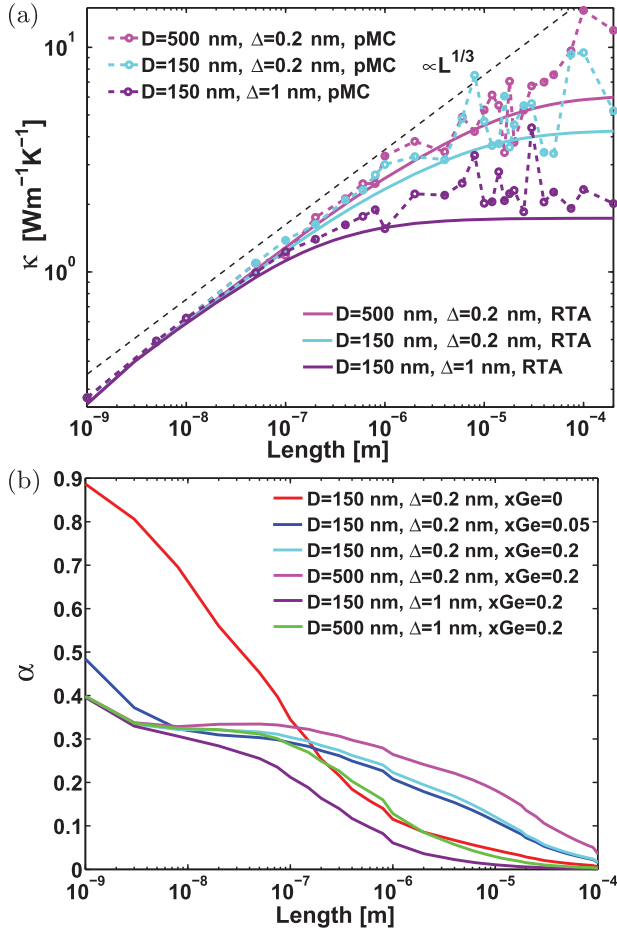 (a)
10¹
D=500 nm, Δ=0.2 nm, pMC
D=150 nm, Δ=0.2 nm, pMC
D=150 nm, Δ=1 nm, pMC
∝L^1/3
κ [Wm⁻¹K⁻¹]
10⁰
D=500 nm, Δ=0.2 nm, RTA
D=150 nm, Δ=0.2 nm, RTA
D=150 nm, Δ=1 nm, RTA
10⁻⁹ 10⁻⁸ 10⁻⁷ 10⁻⁶ 10⁻⁵ 10⁻⁴
Length [m]
(b)
0.9
0.8
0.7
0.6
0.5
0.4
0.3
0.2
0.1
0
α
D=150 nm, Δ=0.2 nm, xGe=0
D=150 nm, Δ=0.2 nm, xGe=0.05
D=150 nm, Δ=0.2 nm, xGe=0.2
D=500 nm, Δ=0.2 nm, xGe=0.2
D=150 nm, Δ=1 nm, xGe=0.2
D=500 nm, Δ=1 nm, xGe=0.2
10⁻⁹ 10⁻⁸ 10⁻⁷ 10⁻⁶ 10⁻⁵ 10⁻⁴
Length [m]